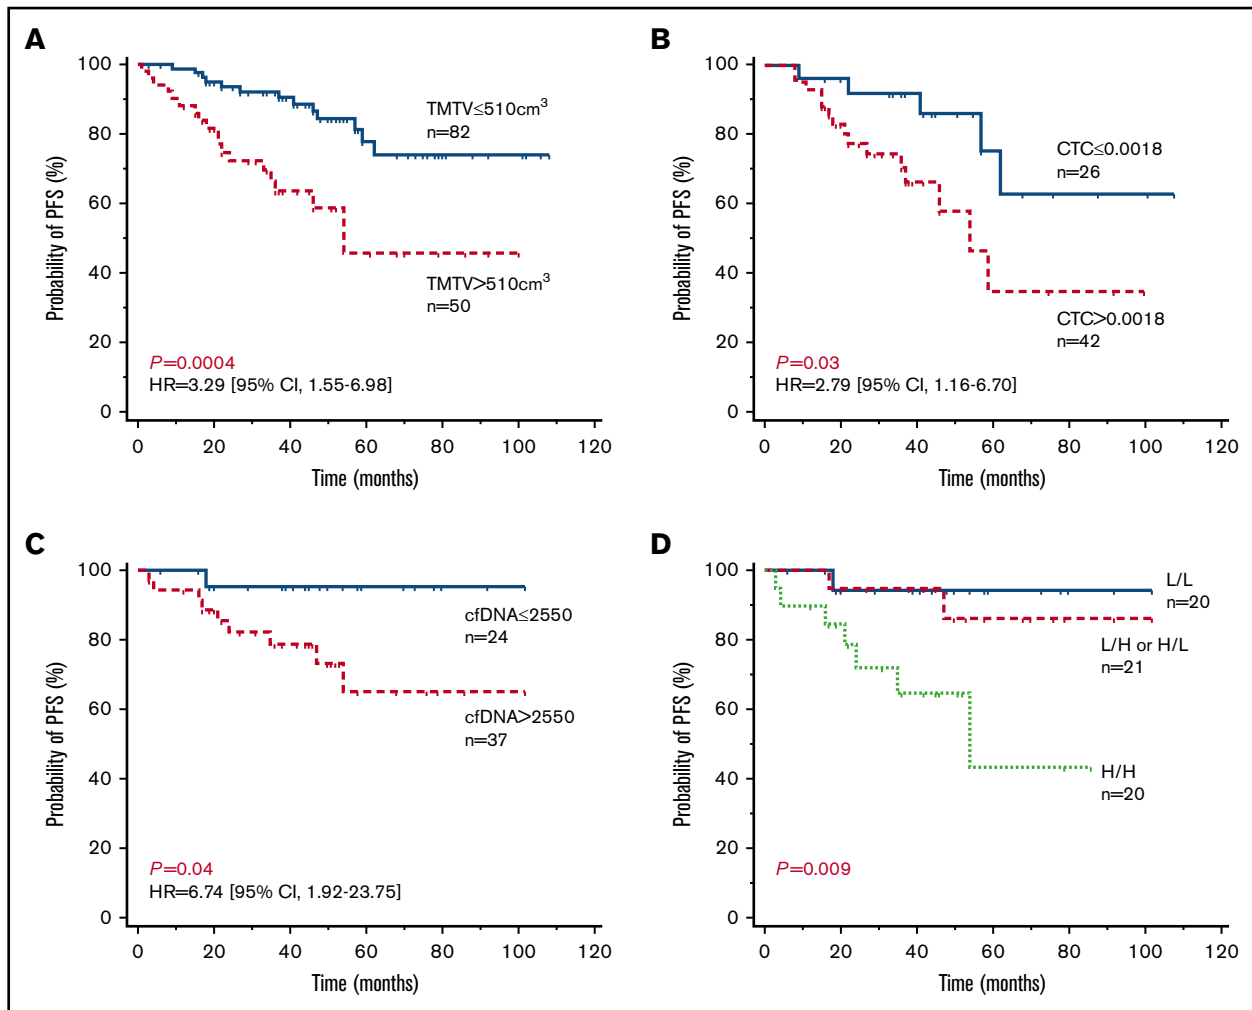 A
Probability of PFS (%)
100
80
60
40
20
0
TMTV≤510cm³
n=82
TMTV>510cm³
n=50
P=0.0004
HR=3.29 [95% CI, 1.55-6.98]
0 20 40 60 80 100 120
Time (months)
B
Probability of PFS (%)
100
80
60
40
20
0
CTC≤0.0018
n=26
CTC>0.0018
n=42
P=0.03
HR=2.79 [95% CI, 1.16-6.70]
0 20 40 60 80 100 120
Time (months)
C
Probability of PFS (%)
100
80
60
40
20
0
cfDNA≤2550
n=24
cfDNA>2550
n=37
P=0.04
HR=6.74 [95% CI, 1.92-23.75]
0 20 40 60 80 100 120
Time (months)
D
Probability of PFS (%)
100
80
60
40
20
0
L/L
n=20
L/H or H/L
n=21
H/H
n=20
P=0.009
0 20 40 60 80 100 120
Time (months)